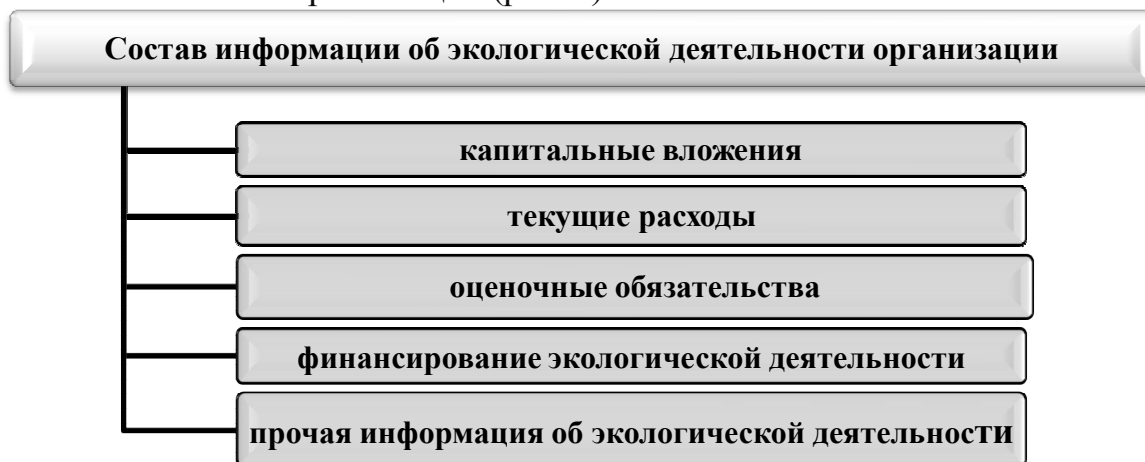 Состав информации об экологической деятельности организации
капитальные вложения
текущие расходы
оценочные обязательства
финансирование экологической деятельности
прочая информация об экологической деятельности